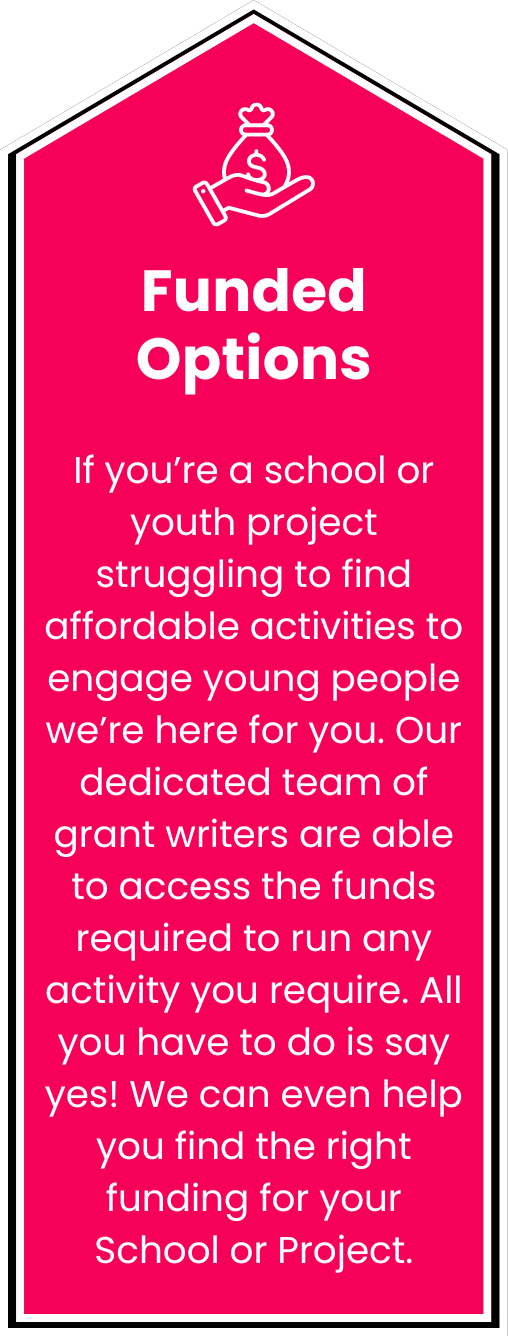 $
Funded
Options
If you’re a school or
youth project
struggling to find
affordable activities to
engage young people
we’re here for you. Our
dedicated team of
grant writers are able
to access the funds
required to run any
activity you require. All
you have to do is say
yes! We can even help
you find the right
funding for your
School or Project.